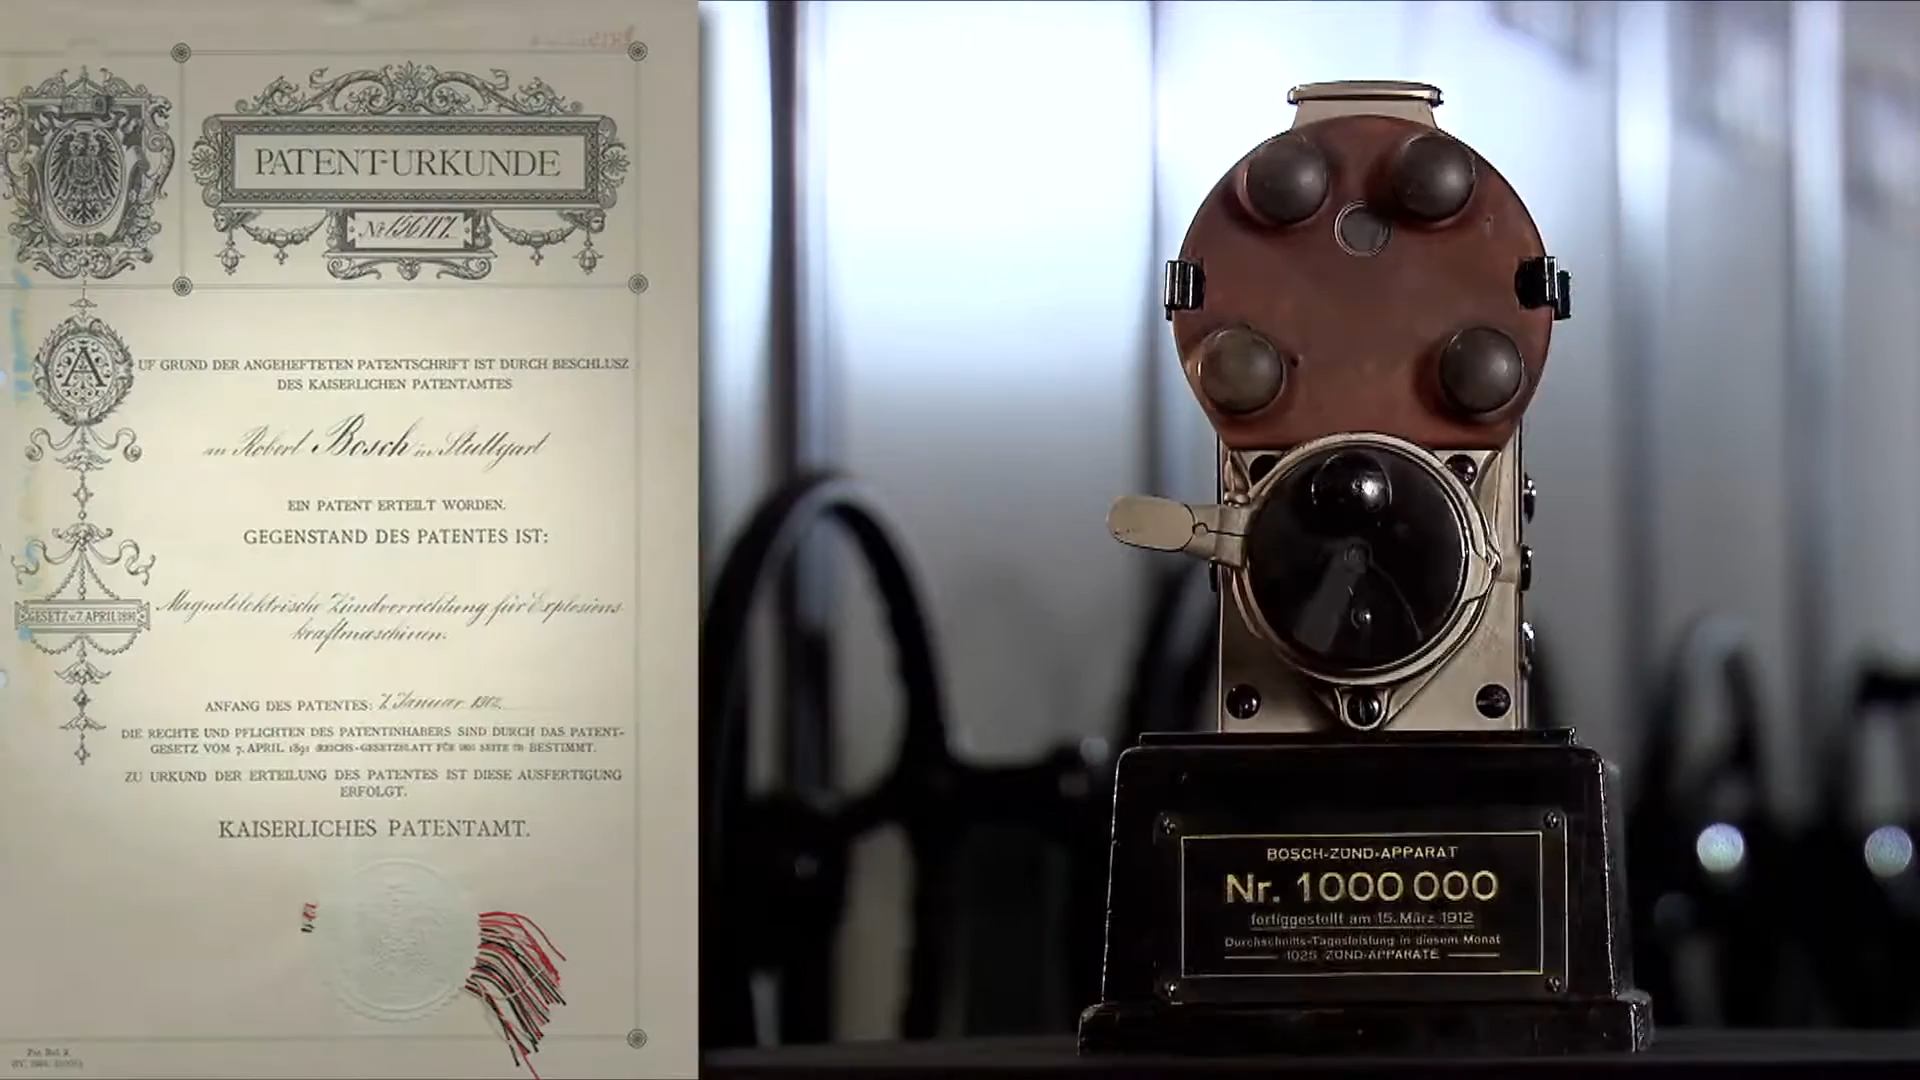 PATENT-URKUNDE
№ 156117.
A
UF GRUND DER ANGEHEFTETEN PATENTSCHRIFT IST DURCH BESCHLUSZ
DES KAISERLICHEN PATENTAMTES
an Robert Bosch in Stuttgart
EIN PATENT ERTEILT WORDEN.
GEGENSTAND DES PATENTES IST:
Magnetelektrische Zündvorrichtung für Explosions-
kraftmaschinen.
GESETZ v. 7. APRIL 1891
ANFANG DES PATENTES: 7. Januar 1902.
DIE RECHTE UND PFLICHTEN DES PATENTINHABERS SIND DURCH DAS PATENT-
GESETZ VOM 7. APRIL 1891 (REICHS-GESETZBLATT FÜR 1891 SEITE 79) BESTIMMT.
ZU URKUND DER ERTEILUNG DES PATENTES IST DIESE AUSFERTIGUNG
ERFOLGT.
KAISERLICHES PATENTAMT.
BOSCH-ZÜND-APPARAT
Nr. 1000 000
fertiggestellt am 15. März 1912
Durchschnitts-Tagesleistung in diesem Monat
1025 ZÜND-APPARATE